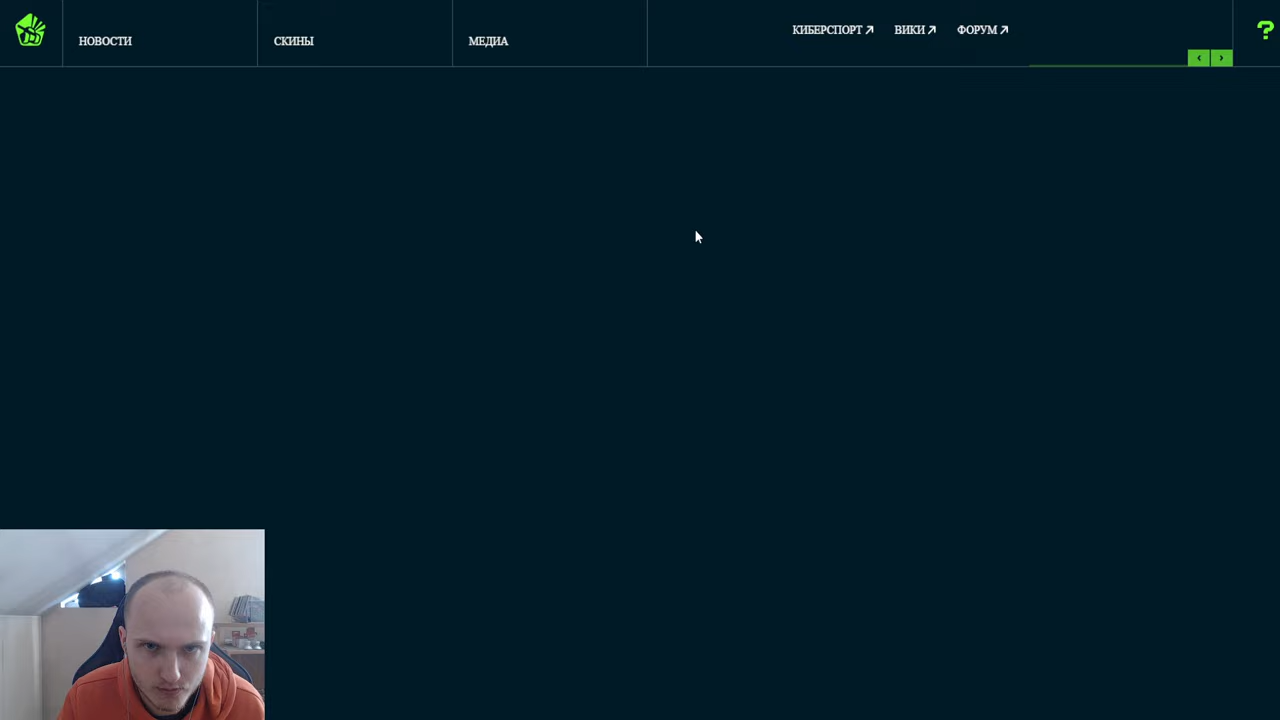 НОВОСТИ
СКИНЫ
МЕДИА
КИБЕРСПОРТ
ВИКИ
ФОРУМ
‹ ›
?